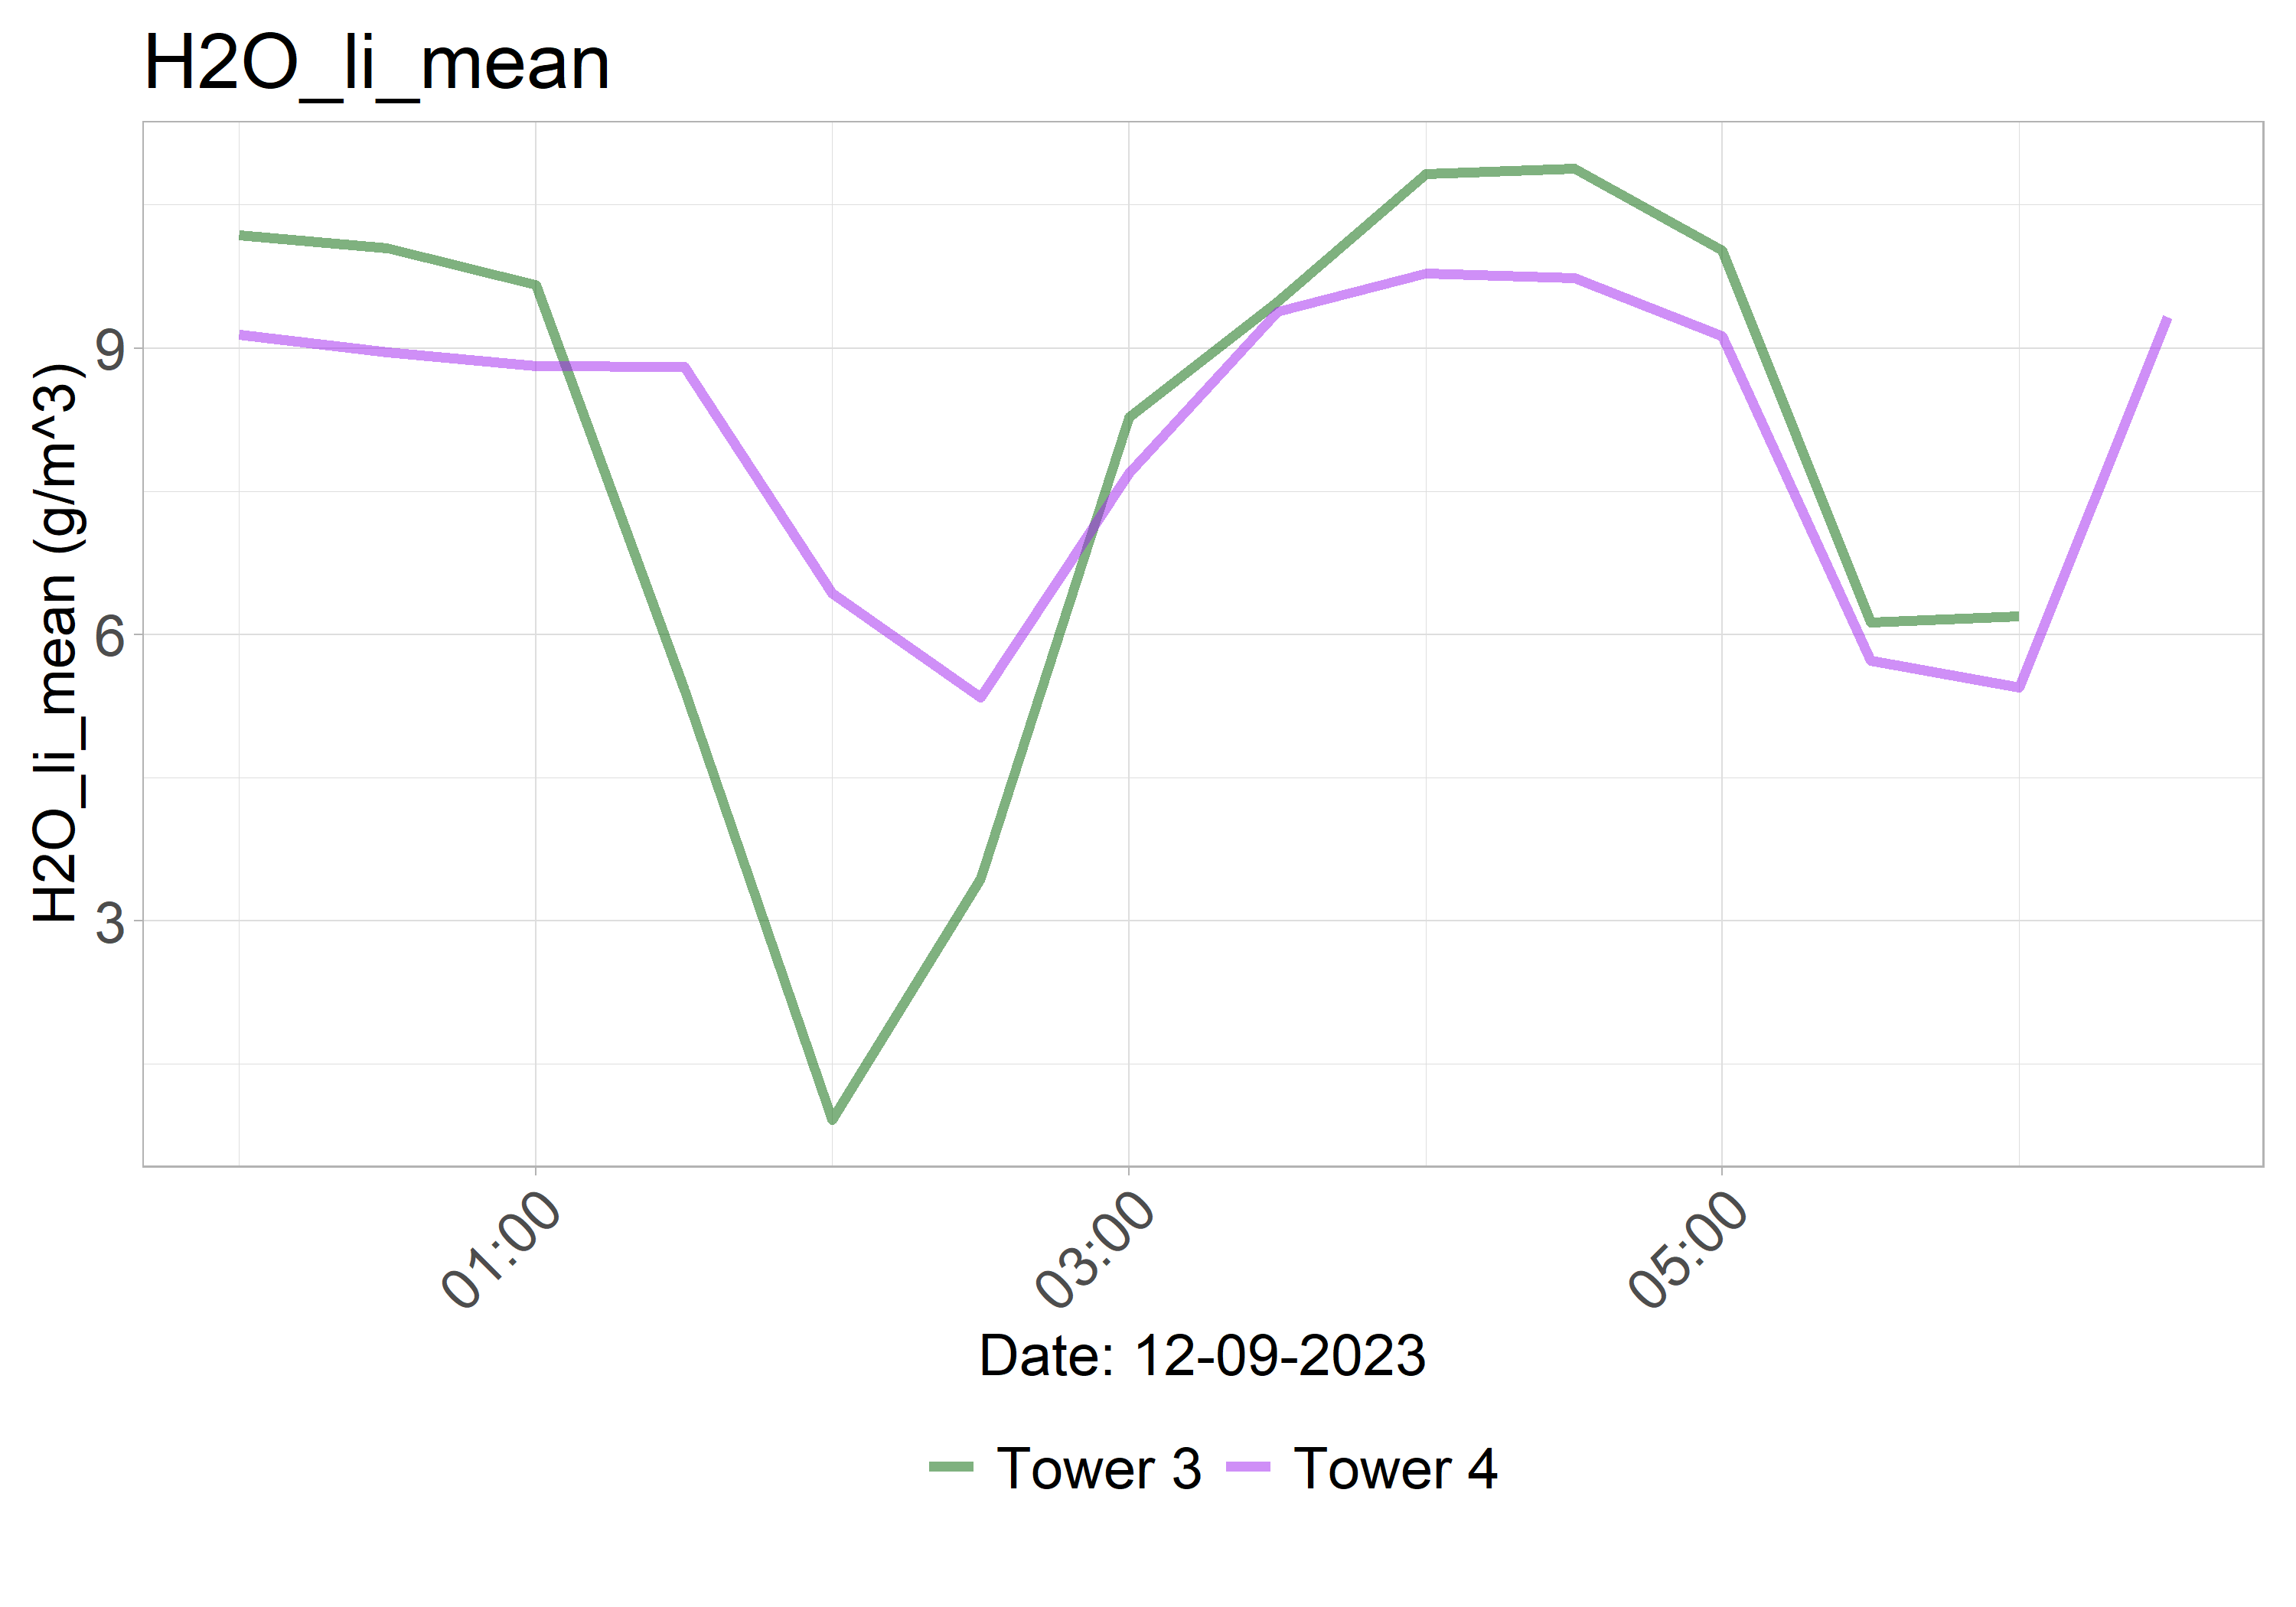 H2O_li_mean
H2O_li_mean (g/m^3)
9
6
3
01:00
03:00
05:00
Date: 12-09-2023
Tower 3
Tower 4